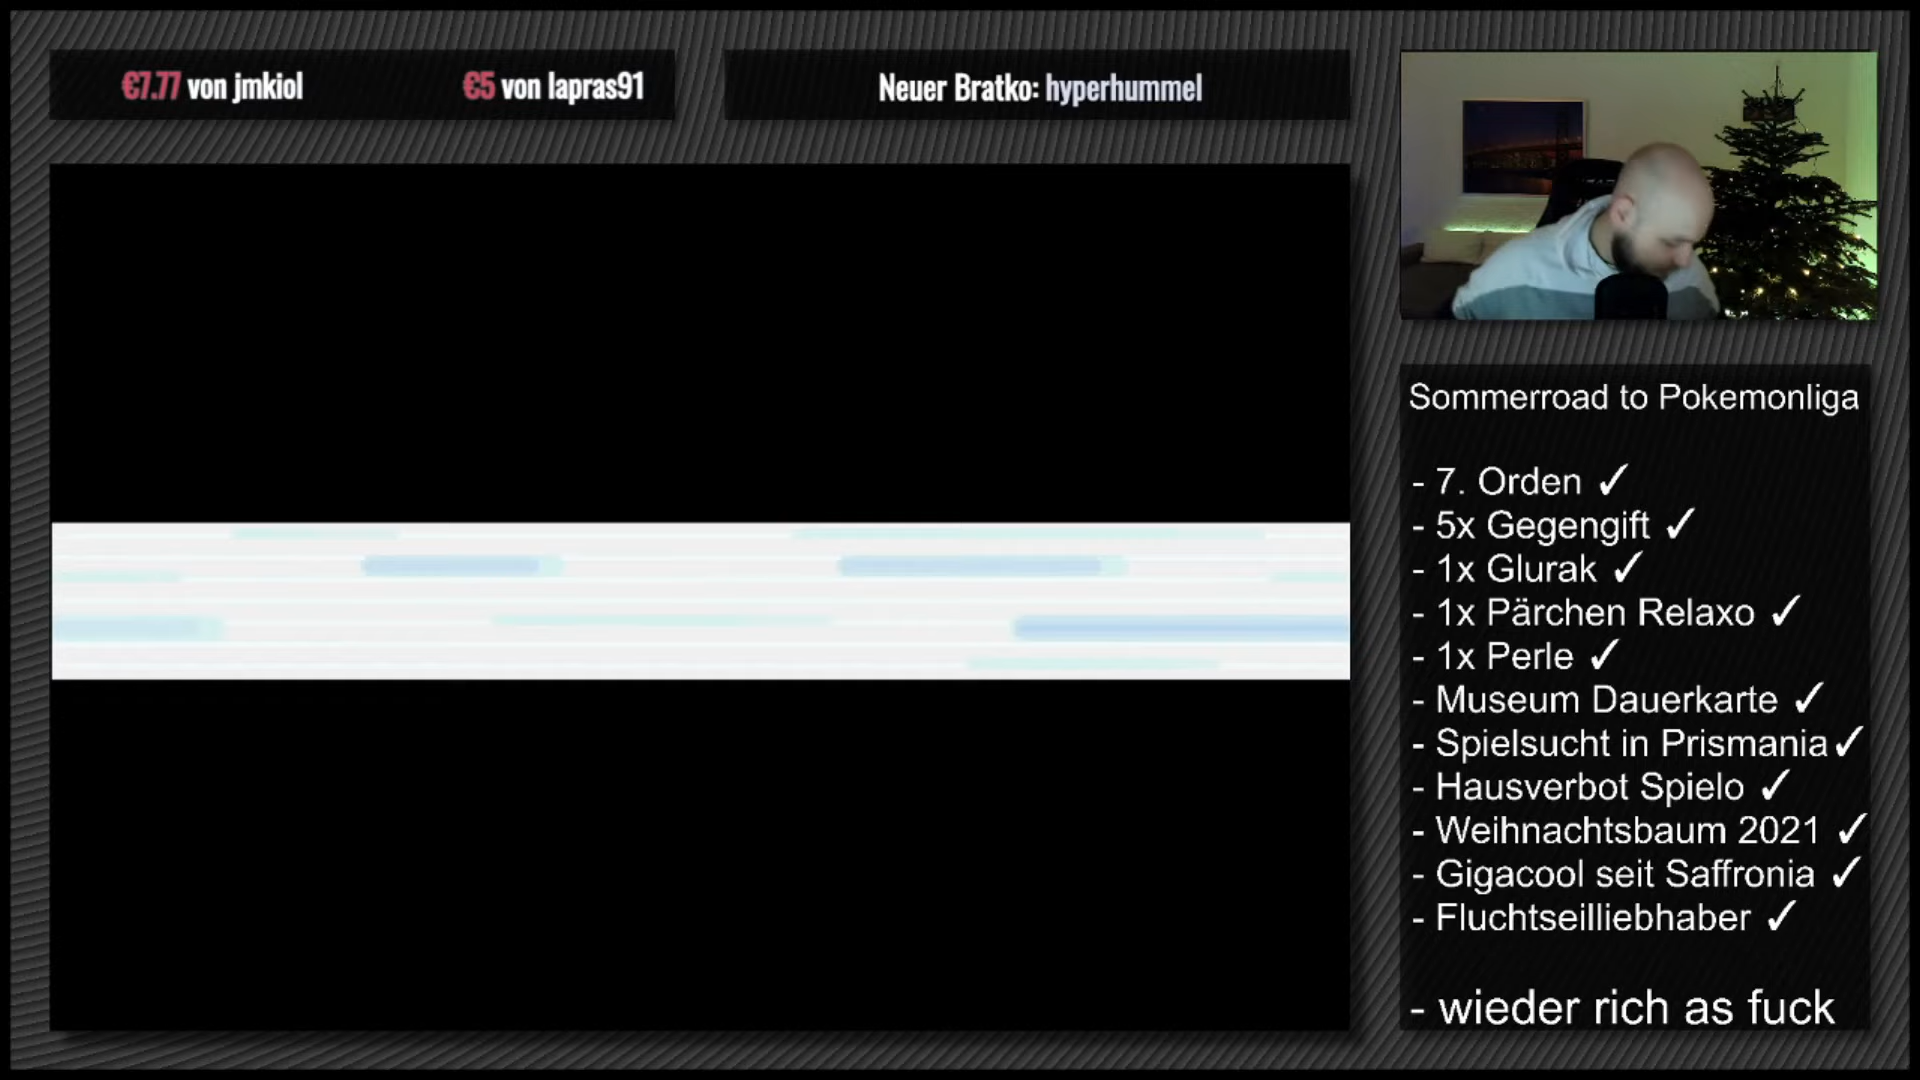 €7.77 von jmkiol
€5 von lapras91
Neuer Bratko: hyperhummel
Sommerroad to Pokemonliga
- 7. Orden ✓
- 5x Gegengift ✓
- 1x Glurak ✓
- 1x Pärchen Relaxo ✓
- 1x Perle ✓
- Museum Dauerkarte ✓
- Spielsucht in Prismania ✓
- Hausverbot Spielo ✓
- Weihnachtsbaum 2021 ✓
- Gigacool seit Saffronia ✓
- Fluchtseilliebhaber ✓
- wieder rich as fuck